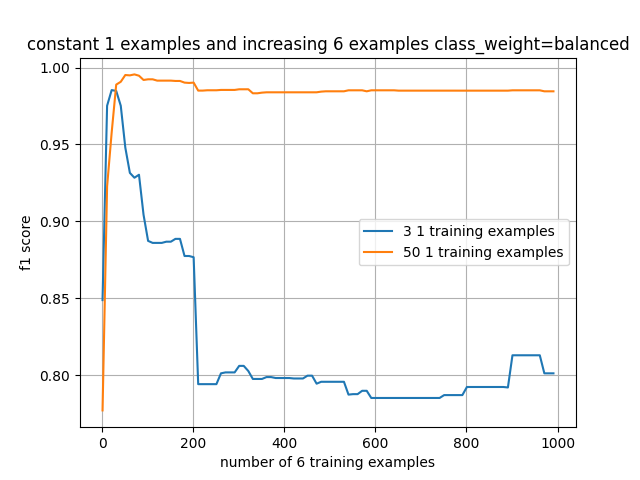 constant 1 examples and increasing 6 examples class_weight=balanced
1.00
0.95
0.90
0.85
0.80
f1 score
3 1 training examples
50 1 training examples
0 200 400 600 800 1000
number of 6 training examples